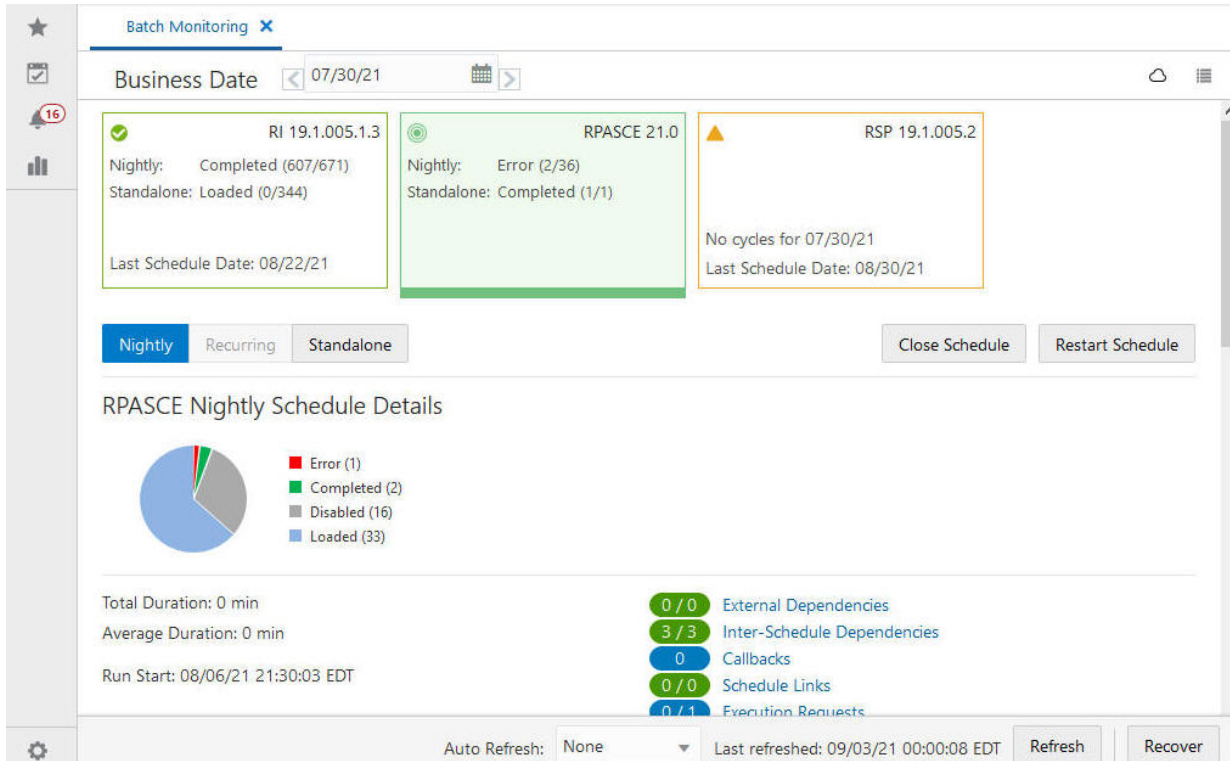 Batch Monitoring
Business Date 07/30/21
16
RI 19.1.005.1.3
Nightly: Completed (607/671)
Standalone: Loaded (0/344)
Last Schedule Date: 08/22/21
RPASCE 21.0
Nightly: Error (2/36)
Standalone: Completed (1/1)
RSP 19.1.005.2
No cycles for 07/30/21
Last Schedule Date: 08/30/21
Nightly Recurring Standalone Close Schedule Restart Schedule
RPASCE Nightly Schedule Details
Error (1)
Completed (2)
Disabled (16)
Loaded (33)
Total Duration: 0 min
Average Duration: 0 min
Run Start: 08/06/21 21:30:03 EDT
0 / 0 External Dependencies
3 / 3 Inter-Schedule Dependencies
0 Callbacks
0 / 0 Schedule Links
0 / 1 Execution Requests
Auto Refresh: None Last refreshed: 09/03/21 00:00:08 EDT Refresh Recover